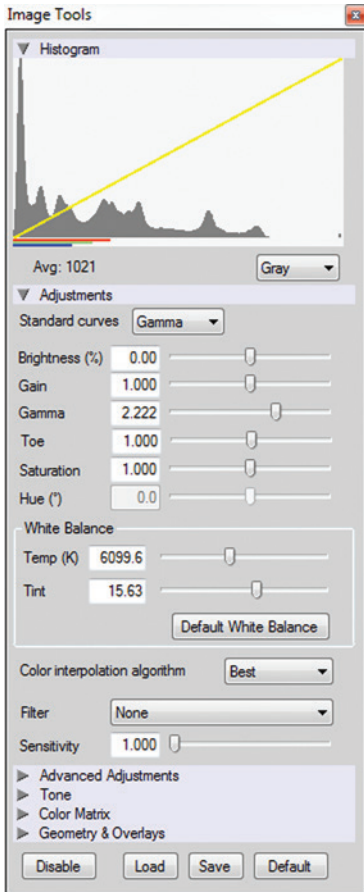 Image Tools
Histogram
Avg: 1021 Gray
Adjustments
Standard curves Gamma
Brightness (%) 0.00
Gain 1.000
Gamma 2.222
Toe 1.000
Saturation 1.000
Hue (°) 0.0
White Balance
Temp (K) 6099.6
Tint 15.63
Default White Balance
Color interpolation algorithm Best
Filter None
Sensitivity 1.000
Advanced Adjustments
Tone
Color Matrix
Geometry & Overlays
Disable Load Save Default